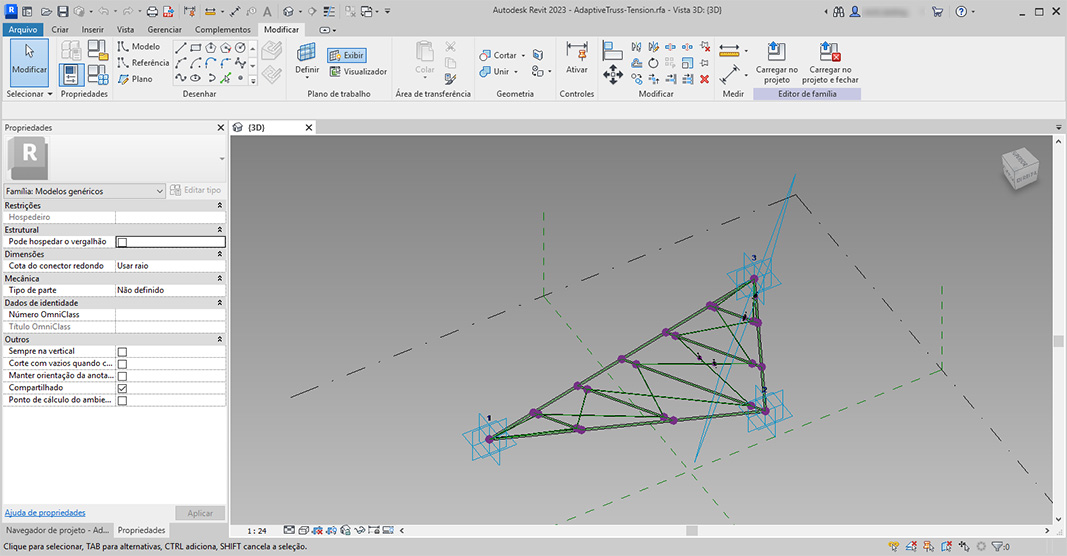 Autodesk Revit 2023 - AdaptiveTruss-Tension.rfa - Vista 3D: {3D}
Arquivo Criar Inserir Vista Gerenciar Complementos Modificar
Modificar
Selecionar
Propriedades
Modelo
Referência
Plano
Desenhar
Definir
Exibir
Visualizador
Plano de trabalho
Colar
Área de transferência
Cortar
Unir
Geometria
Ativar
Controles
Modificar
Medir
Carregar no projeto
Carregar no projeto e fechar
Editor de família
Propriedades
{3D}
R
Família: Modelos genéricos
Editar tipo
Restrições
Hospedeiro
Estrutural
Pode hospedar o vergalhão
Dimensões
Cota do conector redondo Usar raio
Mecânica
Tipo de parte Não definido
Dados de identidade
Número OmniClass
Título OmniClass
Outros
Sempre na vertical
Corte com vazios quando c...
Manter orientação da anota...
Compartilhado
Ponto de cálculo do ambie...
3
2
1
Ajuda de propriedades
Aplicar
Navegador de projeto - Ad...
Propriedades
1 : 24
Clique para selecionar, TAB para alternativas, CTRL adiciona, SHIFT cancela a seleção.
:0